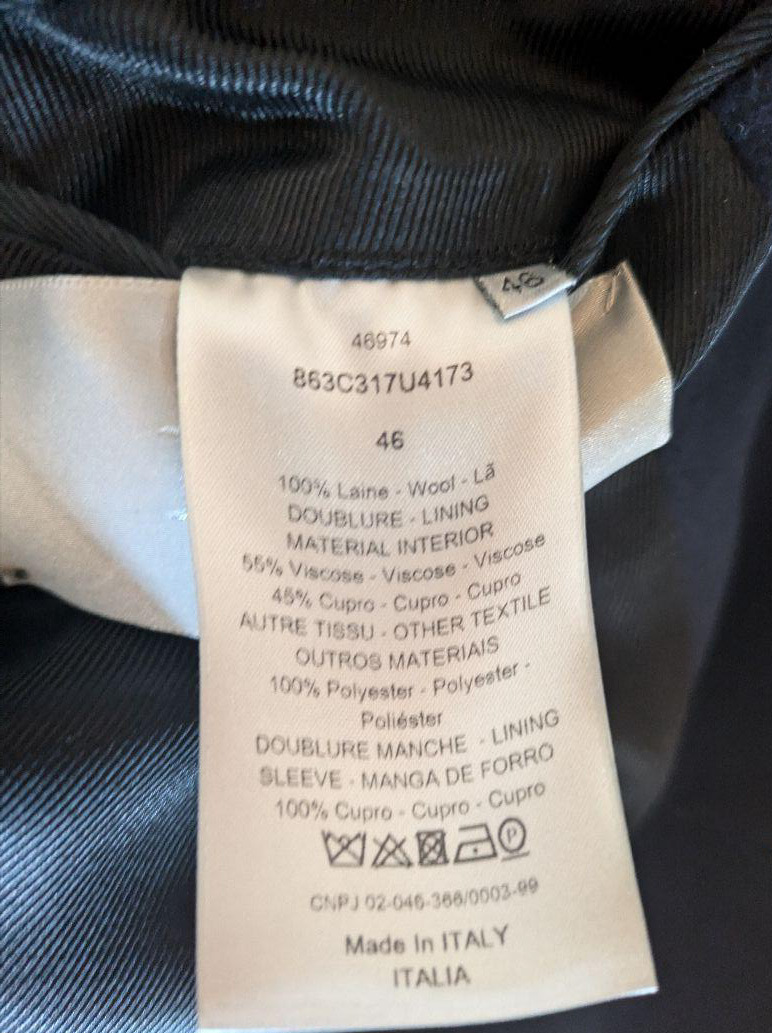 46
46974
863C317U4173
46
100% Laine - Wool - Lã
DOUBLURE - LINING
MATERIAL INTERIOR
55% Viscose - Viscose - Viscose
45% Cupro - Cupro - Cupro
AUTRE TISSU - OTHER TEXTILE
OUTROS MATERIAIS
100% Polyester - Polyester -
Poliéster
DOUBLURE MANCHE - LINING
SLEEVE - MANGA DE FORRO
100% Cupro - Cupro - Cupro
P
CNPJ 02-046-366/0003-99
Made In ITALY
ITALIA